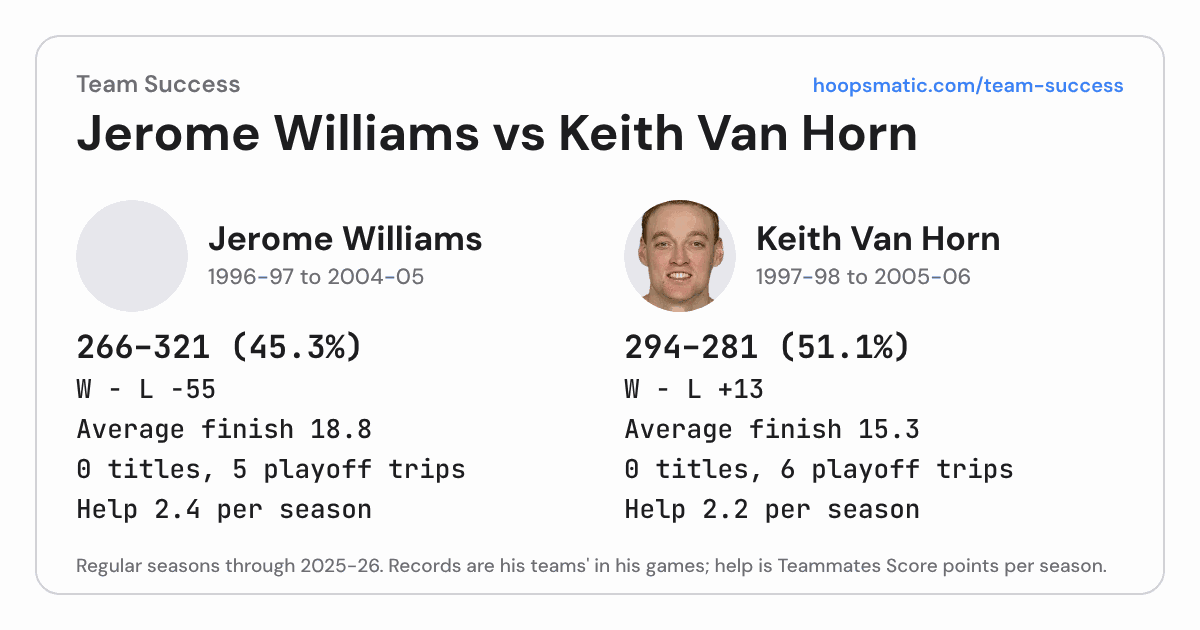 Team Success
hoopsmatic.com/team-success
Jerome Williams vs Keith Van Horn
Jerome Williams
1996-97 to 2004-05
266-321 (45.3%)
W - L -55
Average finish 18.8
0 titles, 5 playoff trips
Help 2.4 per season
Keith Van Horn
1997-98 to 2005-06
294-281 (51.1%)
W - L +13
Average finish 15.3
0 titles, 6 playoff trips
Help 2.2 per season
Regular seasons through 2025-26. Records are his teams' in his games; help is Teammates Score points per season.